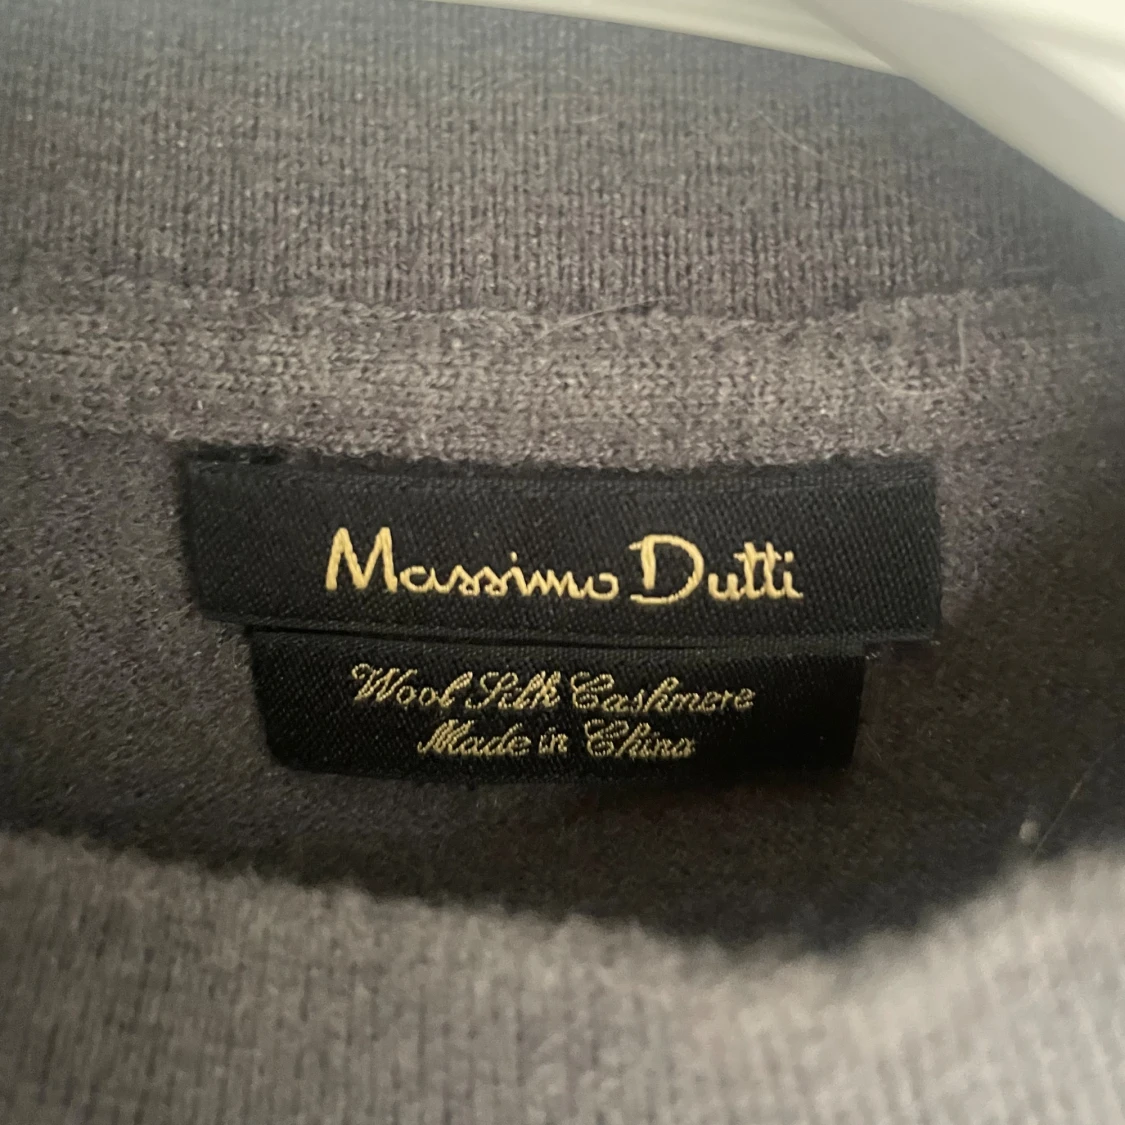 Massimo Dutti
Wool Silk Cashmere
Made in China